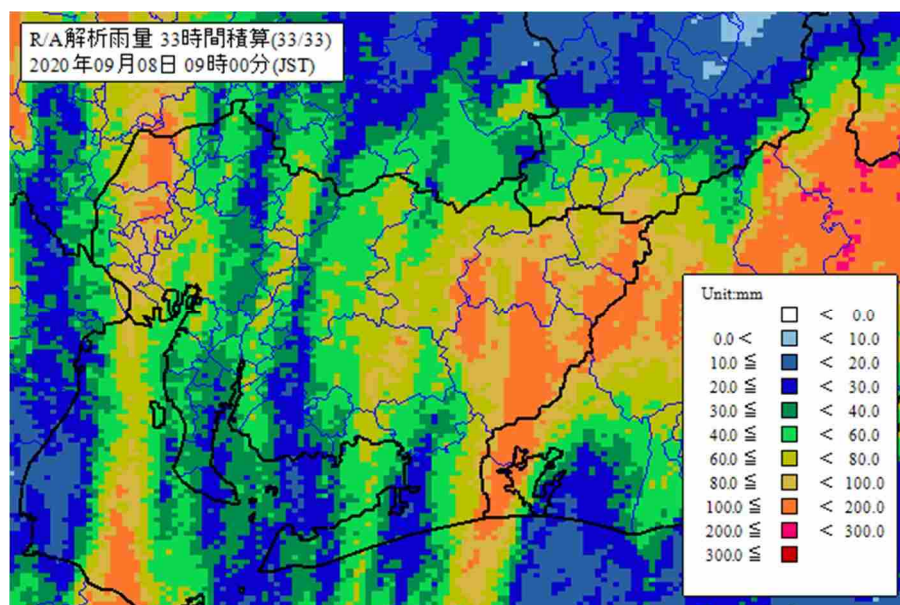 R/A解析雨量 33時間積算(33/33)
2020年09月08日 09時00分(JST)
Unit:mm
< 0.0
0.0 < < 10.0
10.0 ≦ < 20.0
20.0 ≦ < 30.0
30.0 ≦ < 40.0
40.0 ≦ < 60.0
60.0 ≦ < 80.0
80.0 ≦ < 100.0
100.0 ≦ < 200.0
200.0 ≦ < 300.0
300.0 ≦